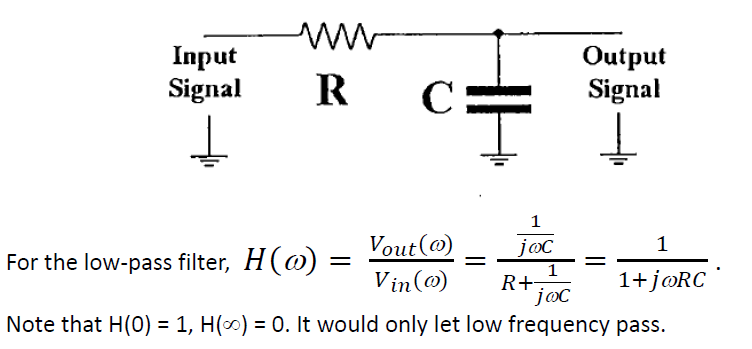 Input Signal
R
C
Output Signal
For the low-pass filter, H(ω) = Vout(ω) / Vin(ω) = (1/jωC) / (R+1/jωC) = 1 / (1+jωRC) .
Note that H(0) = 1, H(∞) = 0. It would only let low frequency pass.